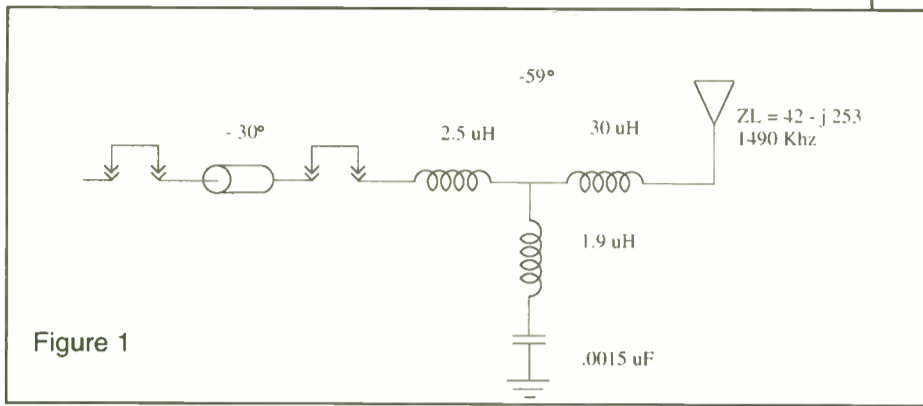 -59°
- 30°
2.5 uH
30 uH
ZL = 42 - j 253
1490 Khz
1.9 uH
.0015 uF
Figure 1